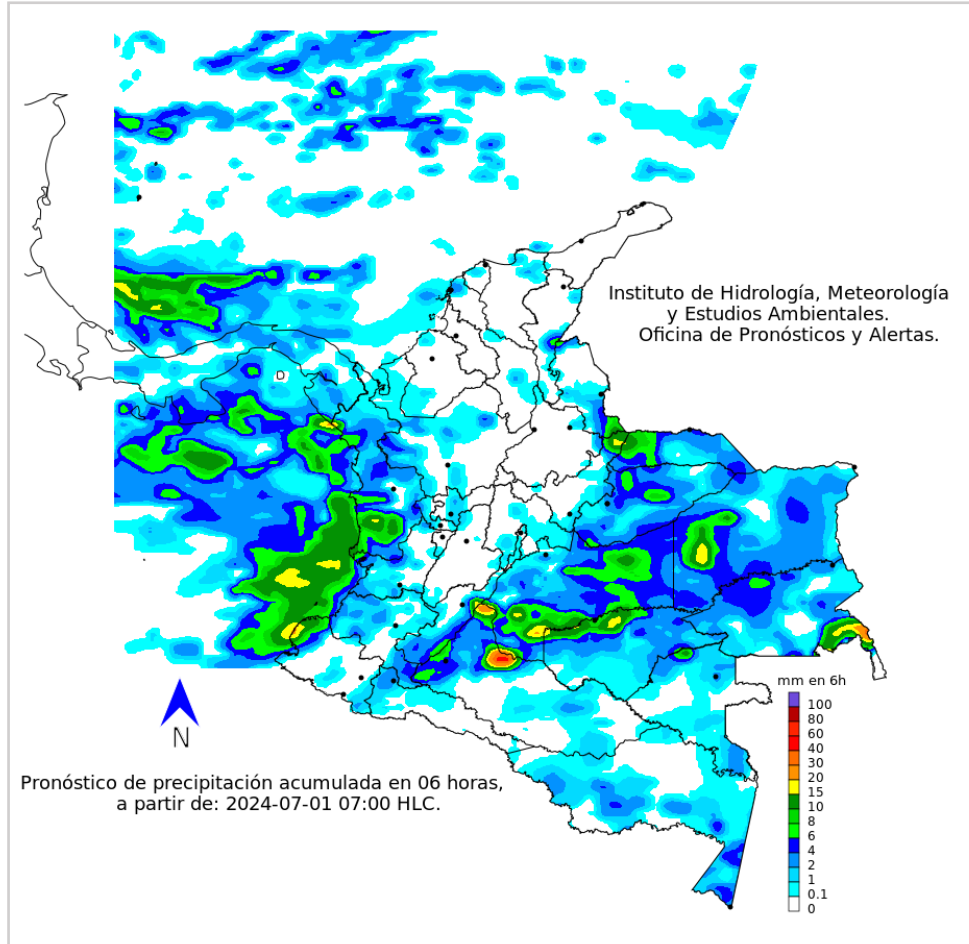 Instituto de Hidrología, Meteorología
y Estudios Ambientales.
Oficina de Pronósticos y Alertas.
mm en 6h
100
80
60
40
30
20
15
10
8
6
4
2
1
0.1
0
N
Pronóstico de precipitación acumulada en 06 horas,
a partir de: 2024-07-01 07:00 HLC.